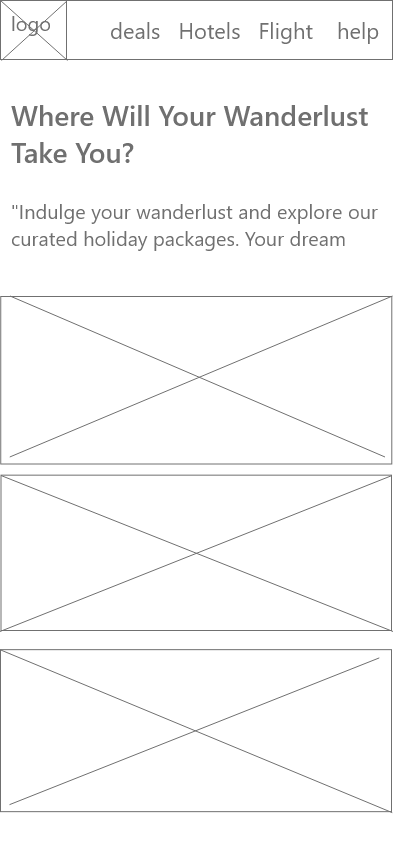 logo
deals Hotels Flight help
Where Will Your Wanderlust
Take You?
"Indulge your wanderlust and explore our
curated holiday packages. Your dream